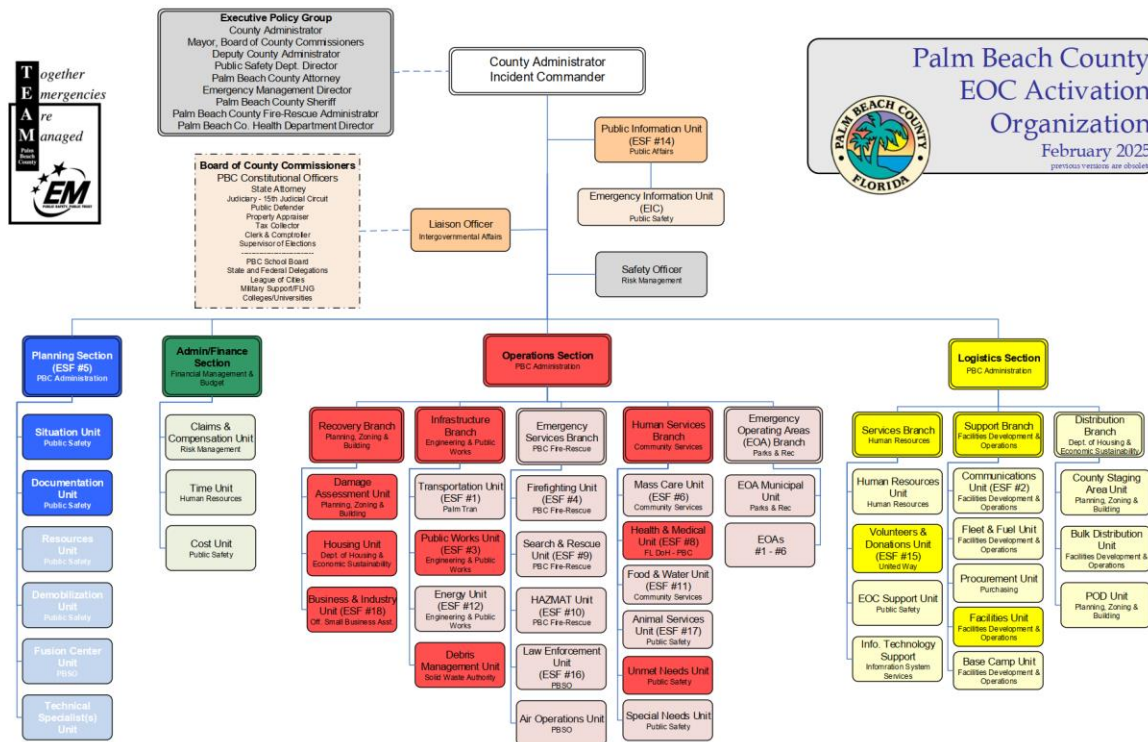 Executive Policy Group
County Administrator
Mayor, Board of County Commissioners
Deputy County Administrator
Public Safety Dept. Director
Palm Beach County Attorney
Emergency Management Director
Palm Beach County Sheriff
Palm Beach County Fire-Rescue Administrator
Palm Beach Co. Health Department Director
County Administrator
Incident Commander
Palm Beach County
EOC Activation
Organization
February 2025
previous versions are obsolete
PALM BEACH COUNTY
FLORIDA
Together
Emergencies
Are
Managed
Palm
Beach
County
EM
Public Information Unit
(ESF #14)
Public Affairs
Emergency Information Unit
(EIC)
Public Safety
Board of County Commissioners
PBC Constitutional Officers
State Attorney
Judiciary - 15th Judicial Circuit
Public Defender
Property Appraiser
Tax Collector
Clerk & Comptroller
Supervisor of Elections
--------------------
PBC School Board
State and Federal Delegations
League of Cities
Military Support/FLNG
Colleges/Universities
Liaison Officer
Intergovernmental Affairs
Safety Officer
Risk Management
Planning Section
(ESF #5)
PBC Administration
Situation Unit
Public Safety
Documentation
Unit
Public Safety
Resources
Unit
Public Safety
Demobilization
Unit
Public Safety
Fusion Center
Unit
PBSO
Technical
Specialist(s)
Unit
Admin/Finance
Section
Financial Management &
Budget
Claims &
Compensation Unit
Risk Management
Time Unit
Human Resources
Cost Unit
Public Safety
Operations Section
PBC Administration
Recovery Branch
Planning, Zoning &
Building
Damage
Assessment Unit
Planning, Zoning &
Building
Housing Unit
Dept. of Housing &
Economic Sustainability
Business & Industry
Unit (ESF #18)
Off. Small Business Asst.
Infrastructure
Branch
Engineering & Public
Works
Transportation Unit
(ESF #1)
Palm Tran
Public Works Unit
(ESF #3)
Engineering & Public
Works
Energy Unit
(ESF #12)
Engineering & Public
Works
Debris
Management Unit
Solid Waste Authority
Emergency
Services Branch
PBC Fire-Rescue
Firefighting Unit
(ESF #4)
PBC Fire-Rescue
Search & Rescue
Unit (ESF #9)
PBC Fire-Rescue
HAZMAT Unit
(ESF #10)
PBC Fire-Rescue
Law Enforcement
Unit
(ESF #16)
PBSO
Air Operations Unit
PBSO
Human Services
Branch
Community Services
Mass Care Unit
(ESF #6)
Community Services
Health & Medical
Unit (ESF #8)
FL DoH - PBC
Food & Water Unit
(ESF #11)
Community Services
Animal Services
Unit (ESF #17)
Public Safety
Unmet Needs Unit
Public Safety
Special Needs Unit
Public Safety
Emergency
Operating Areas
(EOA) Branch
Parks & Rec
EOA Municipal
Unit
Parks & Rec
EOAs
#1 - #6
Logistics Section
PBC Administration
Services Branch
Human Resources
Human Resources
Unit
Human Resources
Volunteers &
Donations Unit
(ESF #15)
United Way
EOC Support Unit
Public Safety
Info. Technology
Support
Information System
Services
Support Branch
Facilities Development &
Operations
Communications
Unit (ESF #2)
Facilities Development &
Operations
Fleet & Fuel Unit
Facilities Development &
Operations
Procurement Unit
Purchasing
Facilities Unit
Facilities Development &
Operations
Base Camp Unit
Facilities Development &
Operations
Distribution
Branch
Dept. of Housing &
Economic Sustainability
County Staging
Area Unit
Planning, Zoning &
Building
Bulk Distribution
Unit
Facilities Development &
Operations
POD Unit
Planning, Zoning &
Building